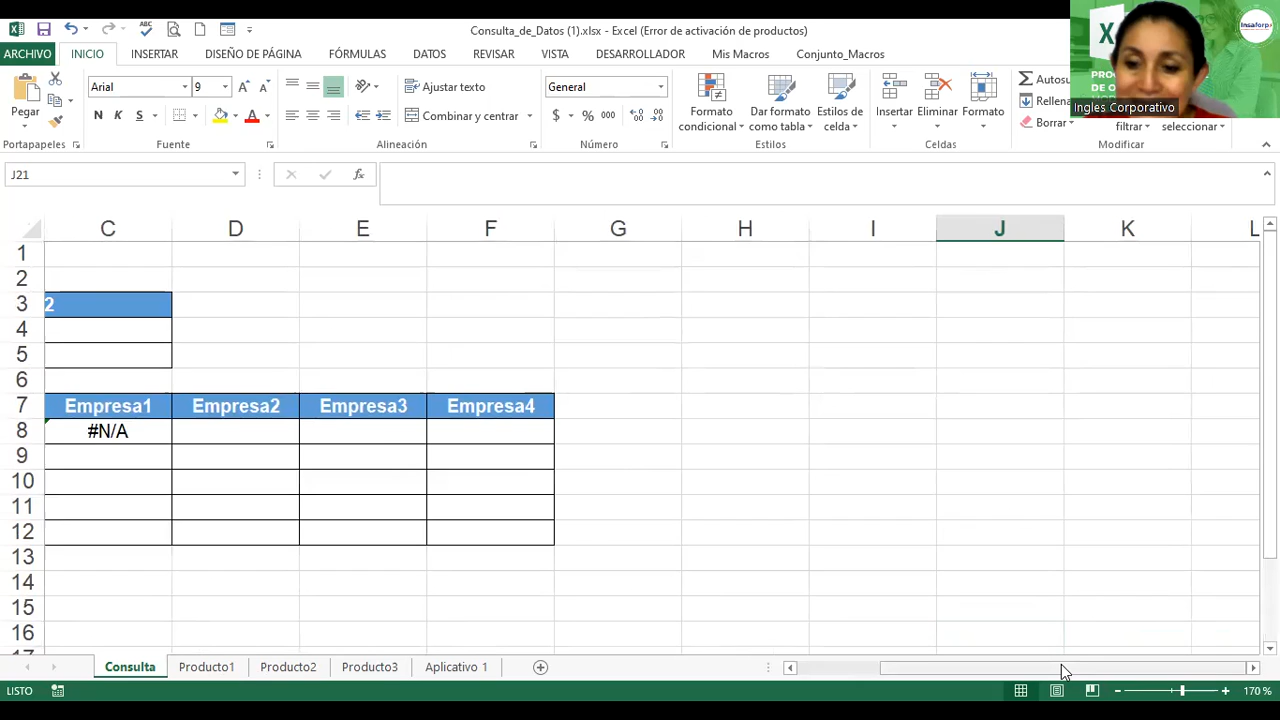 Consulta_de_Datos (1).xlsx - Excel (Error de activación de productos)
ARCHIVO INICIO INSERTAR DISEÑO DE PÁGINA FÓRMULAS DATOS REVISAR VISTA DESARROLLADOR Mis Macros Conjunto_Macros
Insaforp
Ingles Corporativo
Pegar
Arial 9
N K S
Ajustar texto
Combinar y centrar
General
$ % 000
Formato condicional
Dar formato como tabla
Estilos de celda
Insertar Eliminar Formato
Autosu
Rellena
Borrar
filtrar seleccionar
Portapapeles Fuente Alineación Número Estilos Celdas Modificar
J21
fx
C D E F G H I J K L
1
2
3 2
4
5
6
7 Empresa1 Empresa2 Empresa3 Empresa4
8 #N/A
9
10
11
12
13
14
15
16
17
Consulta Producto1 Producto2 Producto3 Aplicativo 1
LISTO
170 %